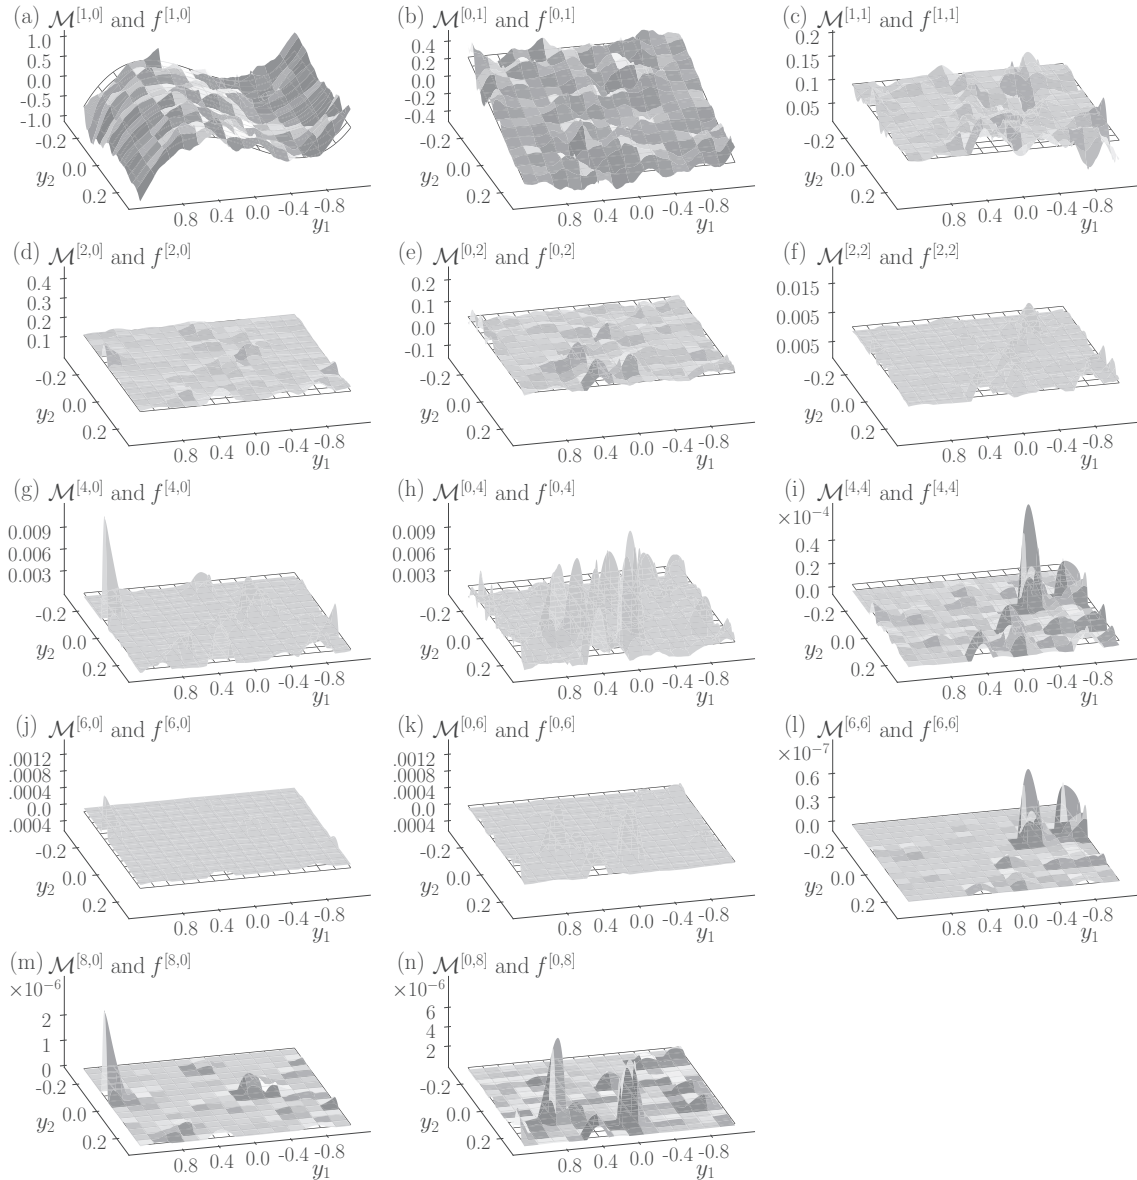 (a) 𝓜^[1,0] and f^[1,0]
1.0
0.5
0.0
-0.5
-1.0
-0.2
0.0
0.2
y₂
0.8 0.4 0.0 -0.4 -0.8
y₁
(b) 𝓜^[0,1] and f^[0,1]
0.4
0.2
0.0
-0.2
-0.4
-0.2
0.0
0.2
y₂
0.8 0.4 0.0 -0.4 -0.8
y₁
(c) 𝓜^[1,1] and f^[1,1]
0.2
0.15
0.1
0.05
-0.2
0.0
0.2
y₂
0.8 0.4 0.0 -0.4 -0.8
y₁
(d) 𝓜^[2,0] and f^[2,0]
0.4
0.3
0.2
0.1
-0.2
0.0
0.2
y₂
0.8 0.4 0.0 -0.4 -0.8
y₁
(e) 𝓜^[0,2] and f^[0,2]
0.2
0.1
0.0
-0.1
-0.2
0.0
0.2
y₂
0.8 0.4 0.0 -0.4 -0.8
y₁
(f) 𝓜^[2,2] and f^[2,2]
0.015
0.005
0.005
-0.2
0.0
0.2
y₂
0.8 0.4 0.0 -0.4 -0.8
y₁
(g) 𝓜^[4,0] and f^[4,0]
0.009
0.006
0.003
-0.2
0.0
0.2
y₂
0.8 0.4 0.0 -0.4 -0.8
y₁
(h) 𝓜^[0,4] and f^[0,4]
0.009
0.006
0.003
-0.2
0.0
0.2
y₂
0.8 0.4 0.0 -0.4 -0.8
y₁
(i) 𝓜^[4,4] and f^[4,4]
×10^-4
0.4
0.2
0.0
-0.2
0.0
0.2
y₂
0.8 0.4 0.0 -0.4 -0.8
y₁
(j) 𝓜^[6,0] and f^[6,0]
.0012
.0008
.0004
0.0
.0004
-0.2
0.0
0.2
y₂
0.8 0.4 0.0 -0.4 -0.8
y₁
(k) 𝓜^[0,6] and f^[0,6]
.0012
.0008
.0004
0.0
.0004
-0.2
0.0
0.2
y₂
0.8 0.4 0.0 -0.4 -0.8
y₁
(l) 𝓜^[6,6] and f^[6,6]
×10^-7
0.6
0.3
0.0
-0.2
0.0
0.2
y₂
0.8 0.4 0.0 -0.4 -0.8
y₁
(m) 𝓜^[8,0] and f^[8,0]
×10^-6
2
1
0
-0.2
0.0
0.2
y₂
0.8 0.4 0.0 -0.4 -0.8
y₁
(n) 𝓜^[0,8] and f^[0,8]
×10^-6
6
4
2
-0.2
0.0
0.2
y₂
0.8 0.4 0.0 -0.4 -0.8
y₁